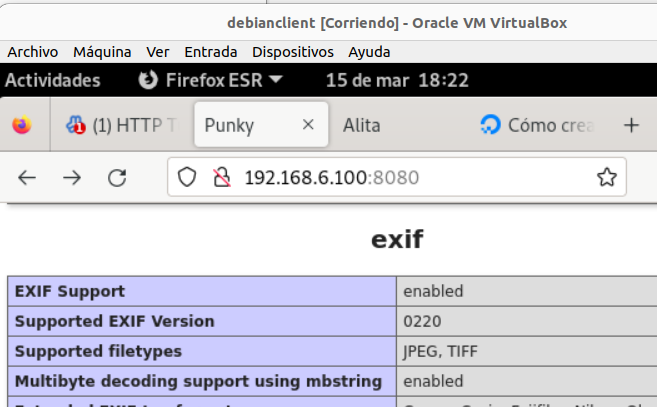 debianclient [Corriendo] - Oracle VM VirtualBox
Archivo Máquina Ver Entrada Dispositivos Ayuda
Actividades Firefox ESR 15 de mar 18:22
(1) HTTP T Punky Alita Cómo crea
192.168.6.100:8080
exif
EXIF Support enabled
Supported EXIF Version 0220
Supported filetypes JPEG, TIFF
Multibyte decoding support using mbstring enabled